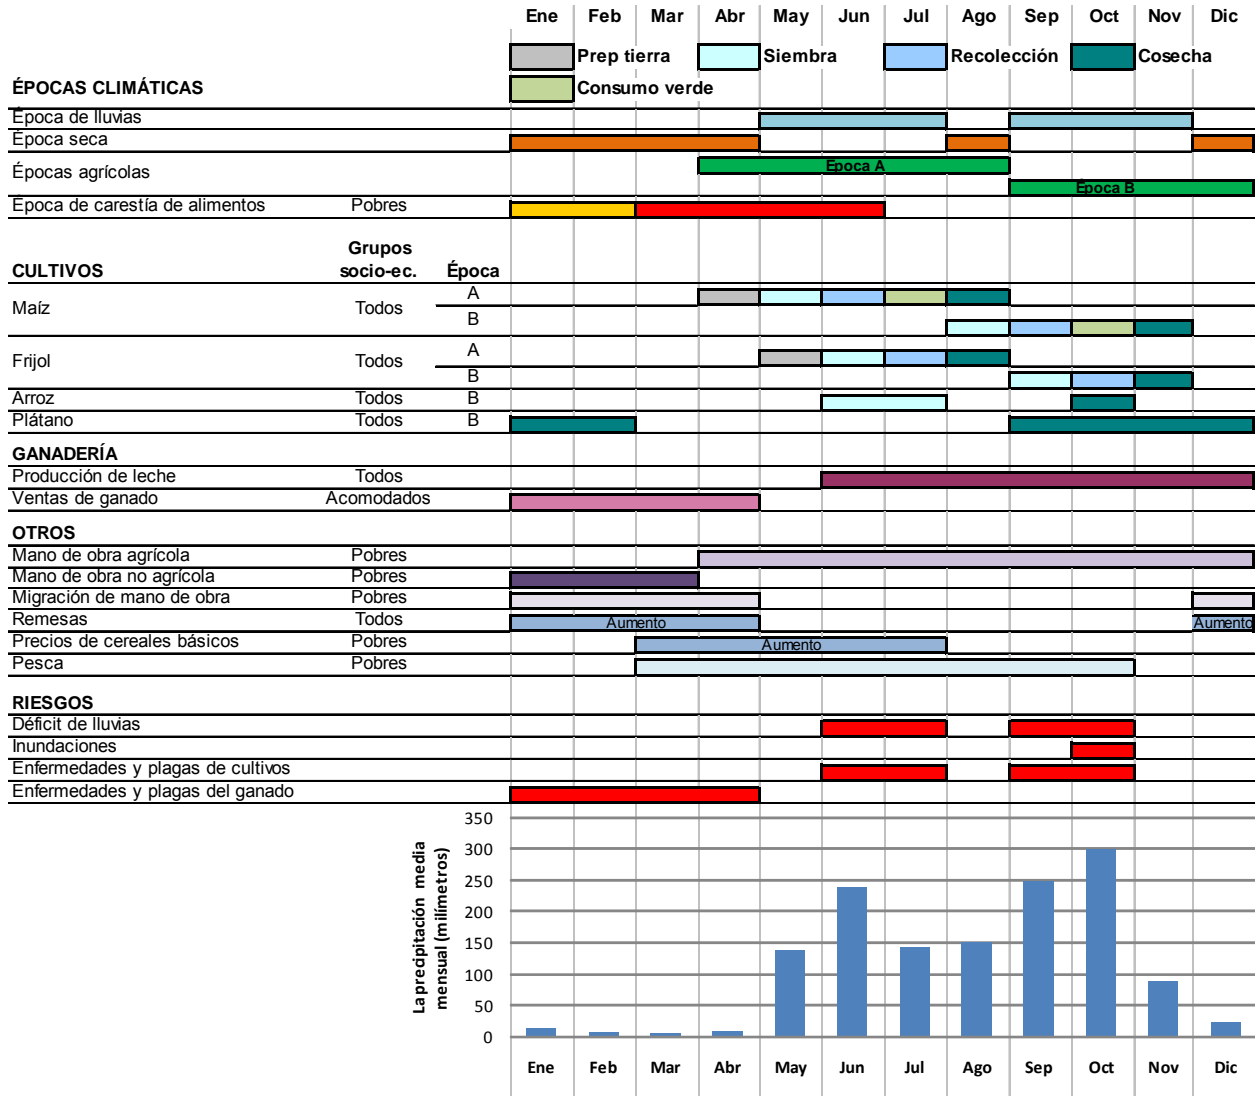 Ene Feb Mar Abr May Jun Jul Ago Sep Oct Nov Dic
Prep tierra Siembra Recolección Cosecha
ÉPOCAS CLIMÁTICAS Consumo verde
Época de lluvias
Época seca
Épocas agrícolas Época A
Época B
Época de carestía de alimentos Pobres
Grupos
CULTIVOS socio-ec. Época
Maíz Todos A
B
Frijol Todos A
B
Arroz Todos B
Plátano Todos B
GANADERÍA
Producción de leche Todos
Ventas de ganado Acomodados
OTROS
Mano de obra agrícola Pobres
Mano de obra no agrícola Pobres
Migración de mano de obra Pobres
Remesas Todos Aumento Aumento
Precios de cereales básicos Pobres Aumento
Pesca Pobres
RIESGOS
Déficit de lluvias
Inundaciones
Enfermedades y plagas de cultivos
Enfermedades y plagas del ganado
La precipitación media
mensual (milímetros)
350
300
250
200
150
100
50
0
Ene Feb Mar Abr May Jun Jul Ago Sep Oct Nov Dic